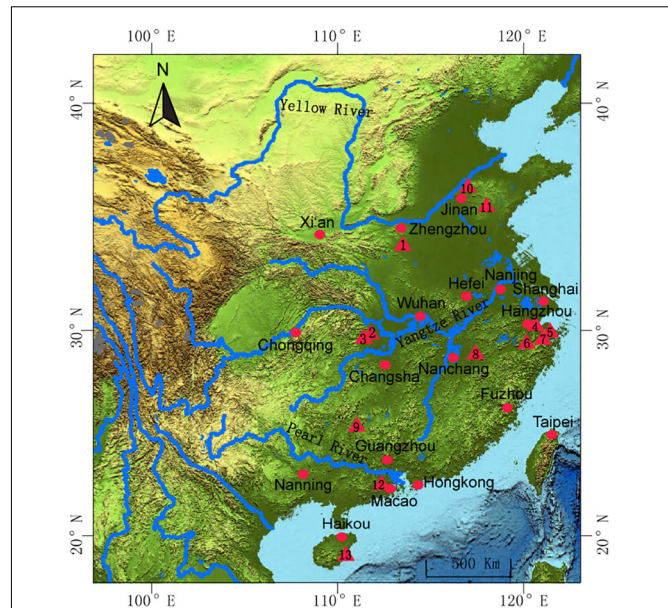 100° E 110° E 120° E
N
40° N 40° N
Yellow River
10
Jinan 11
Xi'an Zhengzhou
1
Nanjing
Hefei Shanghai
Wuhan Hangzhou
Yangtze River
4 5
30° N 30° N
Chongqing 3 2 6 7
Nanchang 8
Changsha
Fuzhou
Taipei
9
Pearl River
Guangzhou
Nanning 12 Hongkong
Macao
20° N 20° N
Haikou
13
500 Km
100° E 110° E 120° E